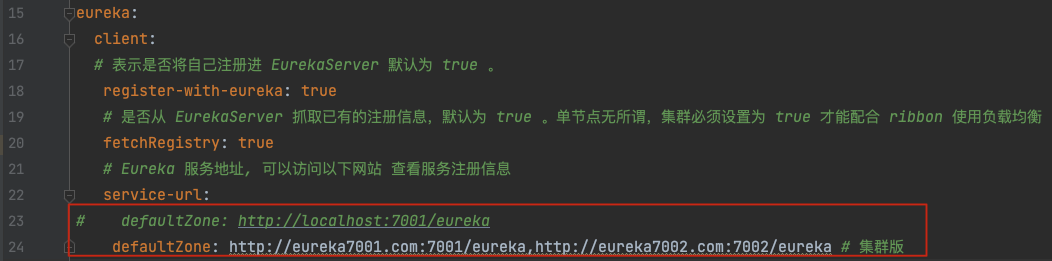 15 eureka:
16 client:
17 # 表示是否将自己注册进 EurekaServer 默认为 true 。
18 register-with-eureka: true
19 # 是否从 EurekaServer 抓取已有的注册信息，默认为 true 。单节点无所谓，集群必须设置为 true 才能配合 ribbon 使用负载均衡
20 fetchRegistry: true
21 # Eureka 服务地址, 可以访问以下网站 查看服务注册信息
22 service-url:
23 # defaultZone: http://localhost:7001/eureka
24 defaultZone: http://eureka7001.com:7001/eureka,http://eureka7002.com:7002/eureka # 集群版